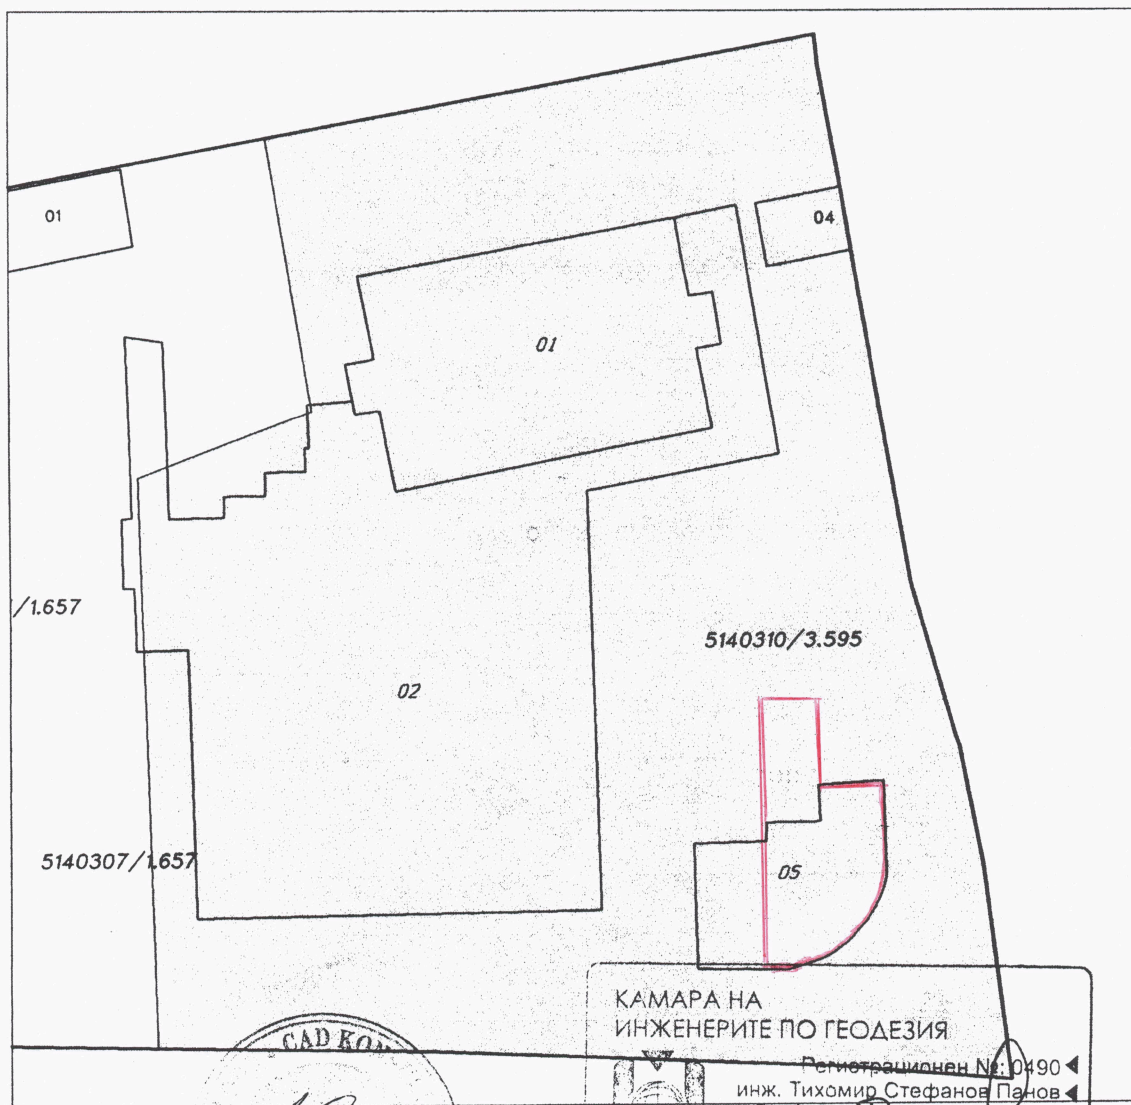 01
04
01
/1.657
5140310/3.595
02
5140307/1.657
05
КАМАРА НА
ИНЖЕНЕРИТЕ ПО ГЕОДЕЗИЯ
CAD
Регистрационен №: 0490
инж. Тихомир Стефанов Панов